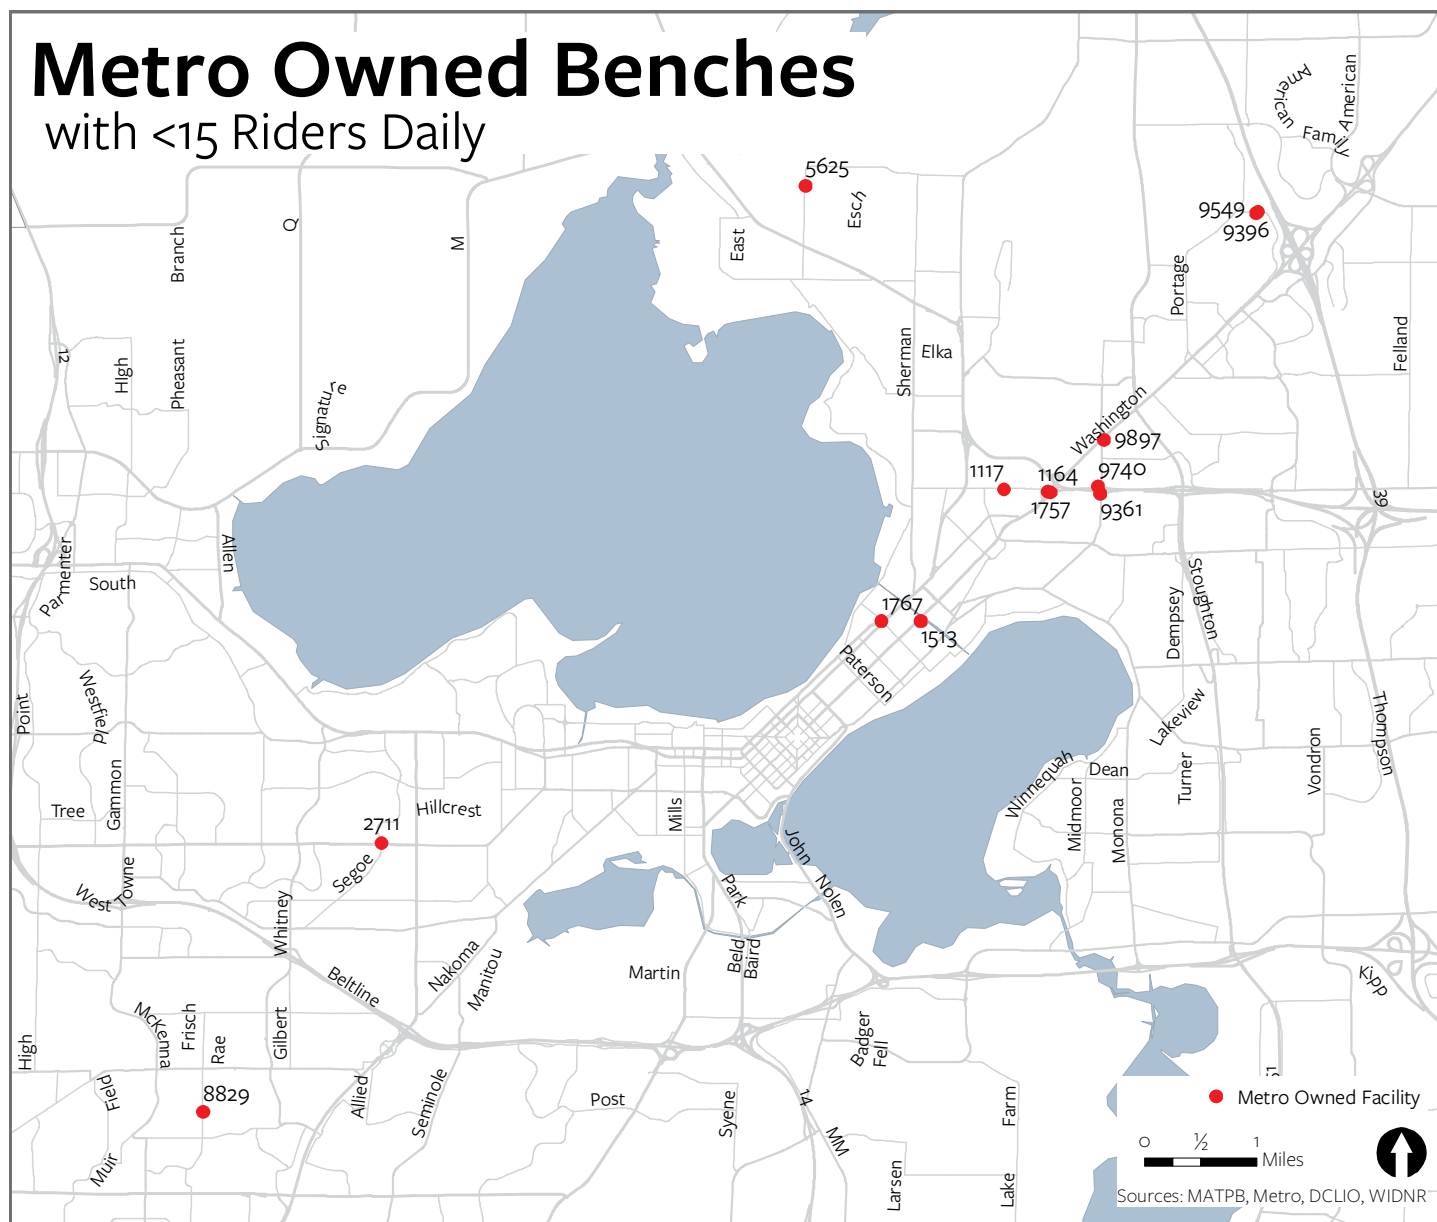 Metro Owned Benches
with <15 Riders Daily
American
American
Family
5625
Esch
9549
9396
East
Branch
Q
M
Portage
12
High
Pheasant
Signature
Sherman
Elka
Felland
Washington
9897
1117
1164
9740
1757
9361
39
Allen
Parmenter
South
Stoughton
Dempsey
1767
1513
Paterson
Point
Westfield
Lakeview
Thompson
Gammon
Tree
Hillcrest
Mills
Winnequah
Dean
Turner
Vondron
Midmoor
Monona
2711
Segoe
John Nolen
West Towne
Whitney
Park
Beld
Baird
Nakoma
Manitou
Martin
Beltline
Kipp
McKenna
Frisch
Rae
Gilbert
High
Badger
Fell
Field
8829
Allied
Seminole
Post
Syene
14
MM
Farm
51
Muir
Larsen
Lake
Metro Owned Facility
0 ½ 1
Miles
Sources: MATPB, Metro, DCLIO, WIDNR